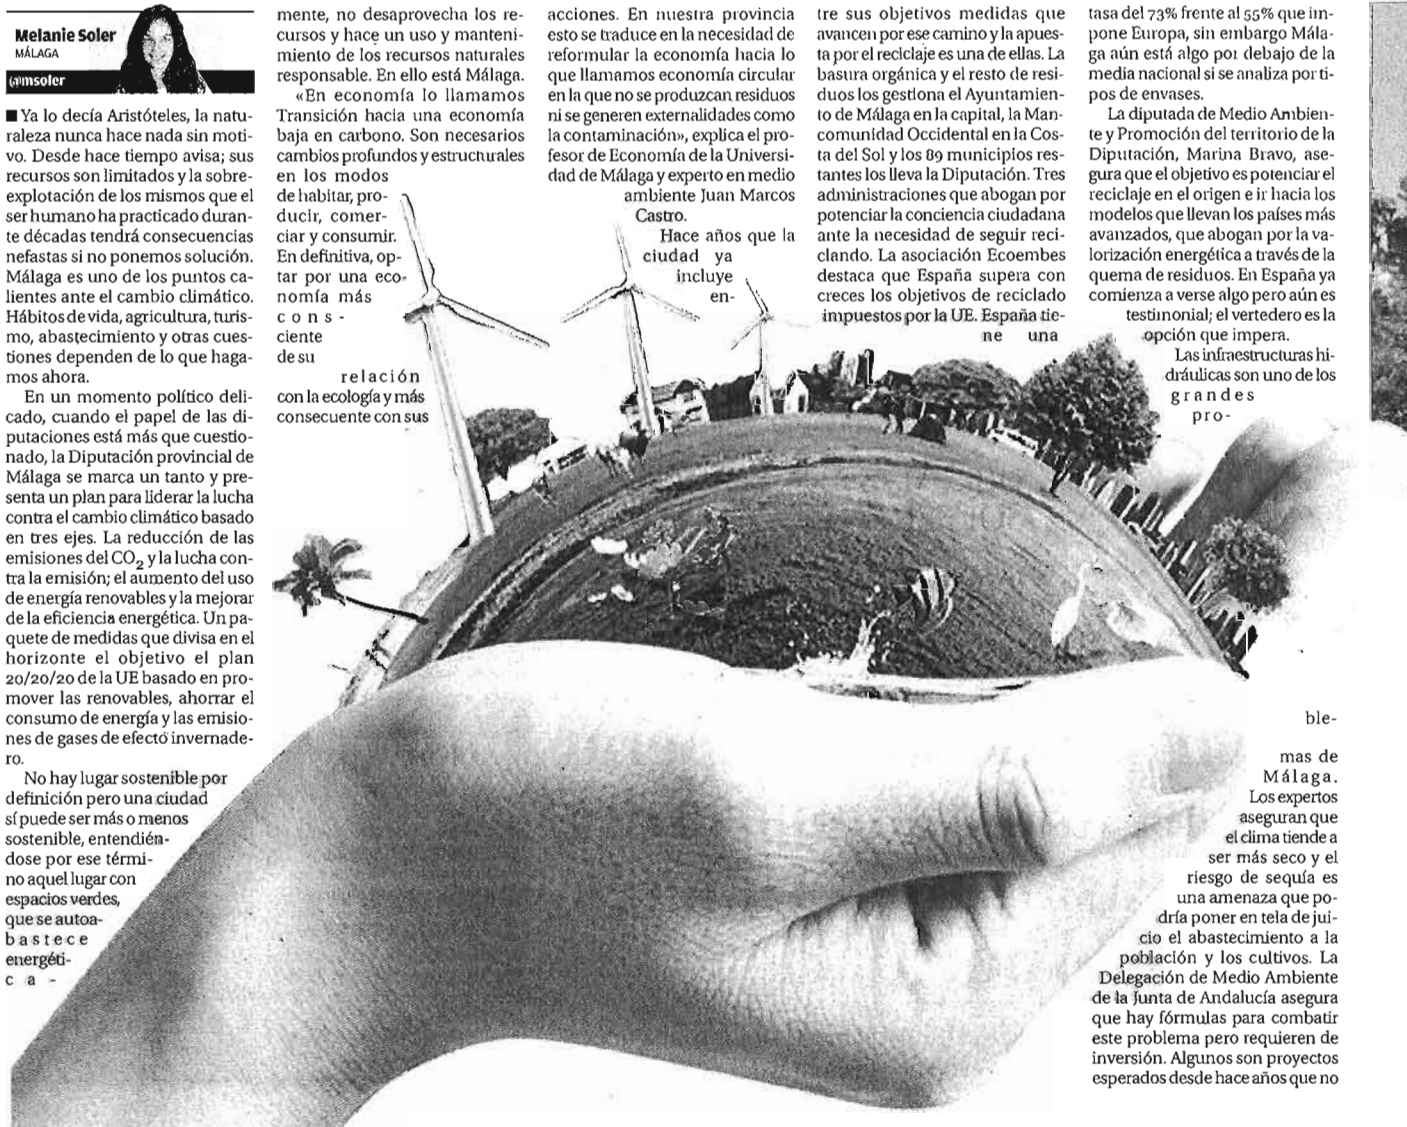 Melanie Soler
MÁLAGA
@msoler
■ Ya lo decía Aristóteles, la natu-
raleza nunca hace nada sin moti-
vo. Desde hace tiempo avisa; sus
recursos son limitados y la sobre-
explotación de los mismos que el
ser humano ha practicado duran-
te décadas tendrá consecuencias
nefastas si no ponemos solución.
Málaga es uno de los puntos ca-
lientes ante el cambio climático.
Hábitos de vida, agricultura, turis-
mo, abastecimiento y otras cues-
tiones dependen de lo que haga-
mos ahora.
En un momento político deli-
cado, cuando el papel de las di-
putaciones está más que cuestio-
nado, la Diputación provincial de
Málaga se marca un tanto y pre-
senta un plan para liderar la lucha
contra el cambio climático basado
en tres ejes. La reducción de las
emisiones del CO₂ y la lucha con-
tra la emisión; el aumento del uso
de energía renovables y la mejorar
de la eficiencia energética. Un pa-
quete de medidas que divisa en el
horizonte el objetivo el plan
20/20/20 de la UE basado en pro-
mover las renovables, ahorrar el
consumo de energía y las emisio-
nes de gases de efecto invernade-
ro.
No hay lugar sostenible por
definición pero una ciudad
sí puede ser más o menos
sostenible, entendién-
dose por ese térmi-
no aquel lugar con
espacios verdes,
que se autoa-
bastece
energéti-
ca-
mente, no desaprovecha los re-
cursos y hace un uso y manteni-
miento de los recursos naturales
responsable. En ello está Málaga.
«En economía lo llamamos
Transición hacia una economía
baja en carbono. Son necesarios
cambios profundos y estructurales
en los modos
de habitar, pro-
ducir, comer-
ciar y consumir.
En definitiva, op-
tar por una eco-
nomía más
cons-
ciente
de su
relación
con la ecología y más
consecuente con sus
acciones. En nuestra provincia
esto se traduce en la necesidad de
reformular la economía hacia lo
que llamamos economía circular
en la que no se produzcan residuos
ni se generen externalidades como
la contaminación», explica el pro-
fesor de Economía de la Universi-
dad de Málaga y experto en medio
ambiente Juan Marcos
Castro.
Hace años que la
ciudad ya
incluye
en-
tre sus objetivos medidas que
avancen por ese camino y la apues-
ta por el reciclaje es una de ellas. La
basura orgánica y el resto de resi-
duos los gestiona el Ayuntamien-
to de Málaga en la capital, la Man-
comunidad Occidental en la Cos-
ta del Sol y los 89 municipios res-
tantes los lleva la Diputación. Tres
administraciones que abogan por
potenciar la conciencia ciudadana
ante la necesidad de seguir reci-
clando. La asociación Ecoembes
destaca que España supera con
creces los objetivos de reciclado
impuestos por la UE. España tie-
ne una
tasa del 73% frente al 55% que im-
pone Europa, sin embargo Mála-
ga aún está algo por debajo de la
media nacional si se analiza por ti-
pos de envases.
La diputada de Medio Ambien-
te y Promoción del territorio de la
Diputación, Marina Bravo, ase-
gura que el objetivo es potenciar el
reciclaje en el origen e ir hacia los
modelos que llevan los países más
avanzados, que abogan por la va-
lorización energética a través de la
quema de residuos. En España ya
comienza a verse algo pero aún es
testimonial; el vertedero es la
opción que impera.
Las infraestructuras hi-
dráulicas son uno de los
grandes
pro-
ble-
mas de
Málaga.
Los expertos
aseguran que
el clima tiende a
ser más seco y el
riesgo de sequía es
una amenaza que po-
dría poner en tela de jui-
cio el abastecimiento a la
población y los cultivos. La
Delegación de Medio Ambiente
de la Junta de Andalucía asegura
que hay fórmulas para combatir
este problema pero requieren de
inversión. Algunos son proyectos
esperados desde hace años que no